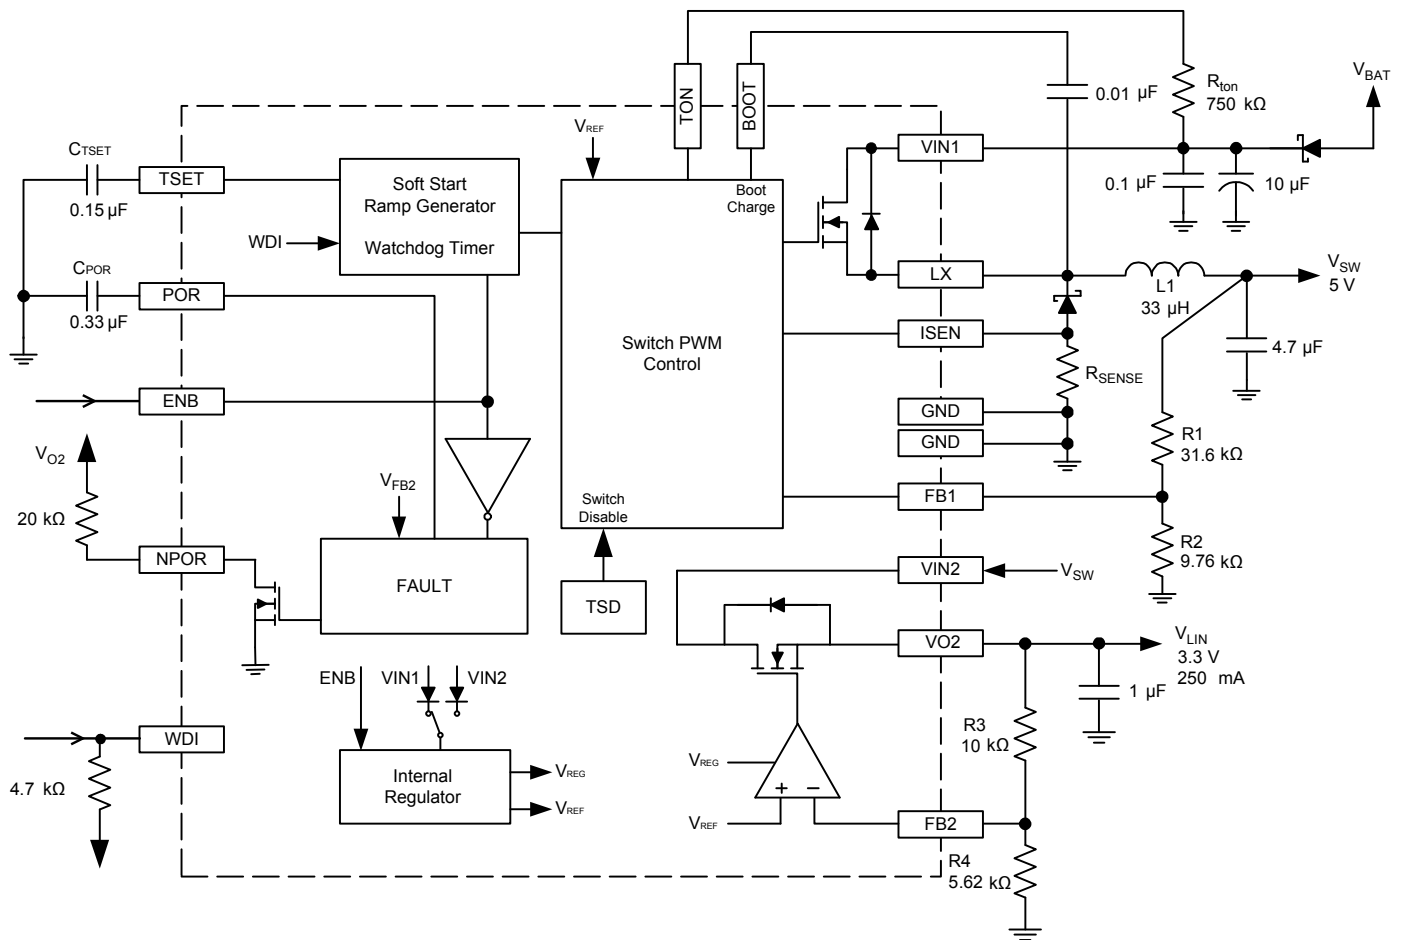 TON
BOOT
0.01 µF
Rton
750 kΩ
VBAT
VREF
VIN1
CTSET
TSET
0.15 µF
Soft Start
Ramp Generator
Watchdog Timer
WDI
Boot
Charge
0.1 µF
10 µF
CPOR
POR
0.33 µF
LX
L1
33 µH
VSW
5 V
Switch PWM
Control
ISEN
RSENSE
4.7 µF
ENB
GND
GND
R1
31.6 kΩ
VO2
20 kΩ
VFB2
Switch
Disable
FB1
R2
9.76 kΩ
NPOR
FAULT
TSD
VIN2
VSW
VO2
VLIN
3.3 V
250 mA
1 µF
ENB
VIN1
VIN2
WDI
4.7 kΩ
Internal
Regulator
VREG
VREF
R3
10 kΩ
VREG
+
–
VREF
FB2
R4
5.62 kΩ